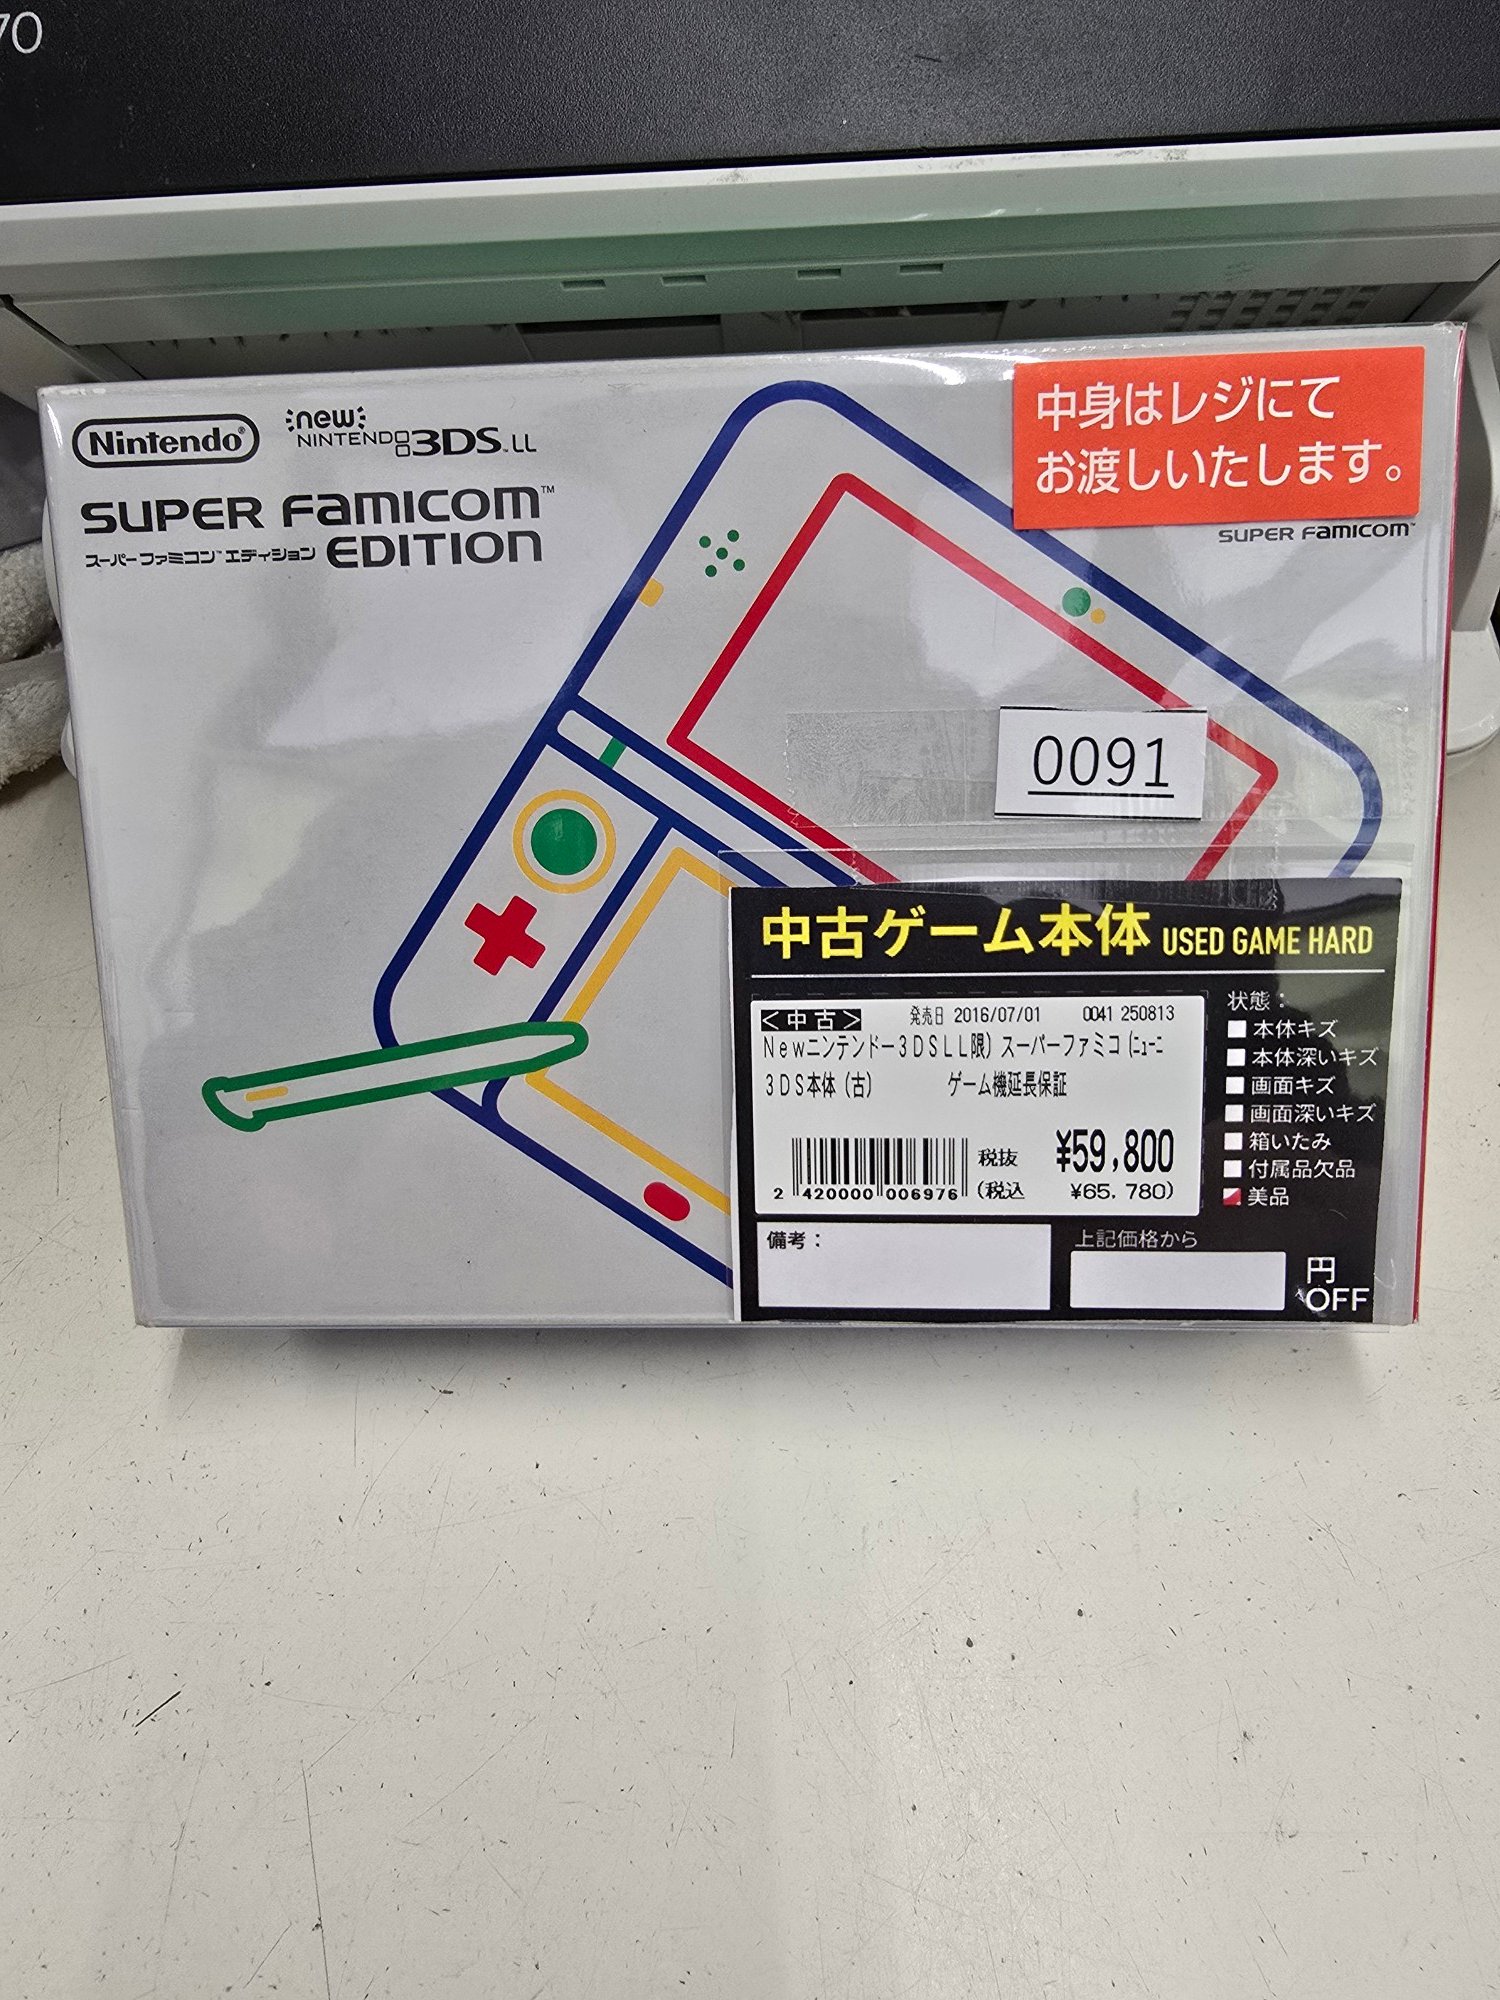 70
Nintendo®
new
NINTENDO 3DS LL
SUPER FAMICOM™
スーパーファミコン™ エディション EDITION
中身はレジにて
お渡しいたします。
SUPER FAMICOM™
0091
中古ゲーム本体 USED GAME HARD
<中古> 発売日 2016/07/01 0041 250813
Newニンテンドー3DSLL限）スーパーファミコ（ﾆｭｰﾆ
3DS本体（古） ゲーム機延長保証
税抜 ¥59,800
2 420000 006976 (税込 ¥65,780)
状態：
本体キズ
本体深いキズ
画面キズ
画面深いキズ
箱いたみ
付属品欠品
美品
備考：
上記価格から
円
OFF